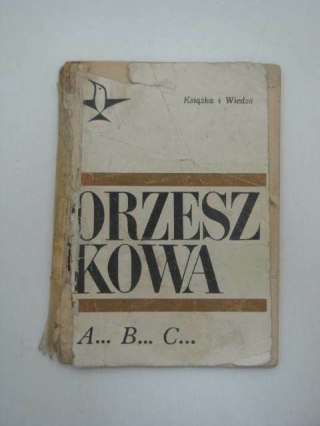 Książka i Wiedza
ORZESZ
KOWA
A... B... C...